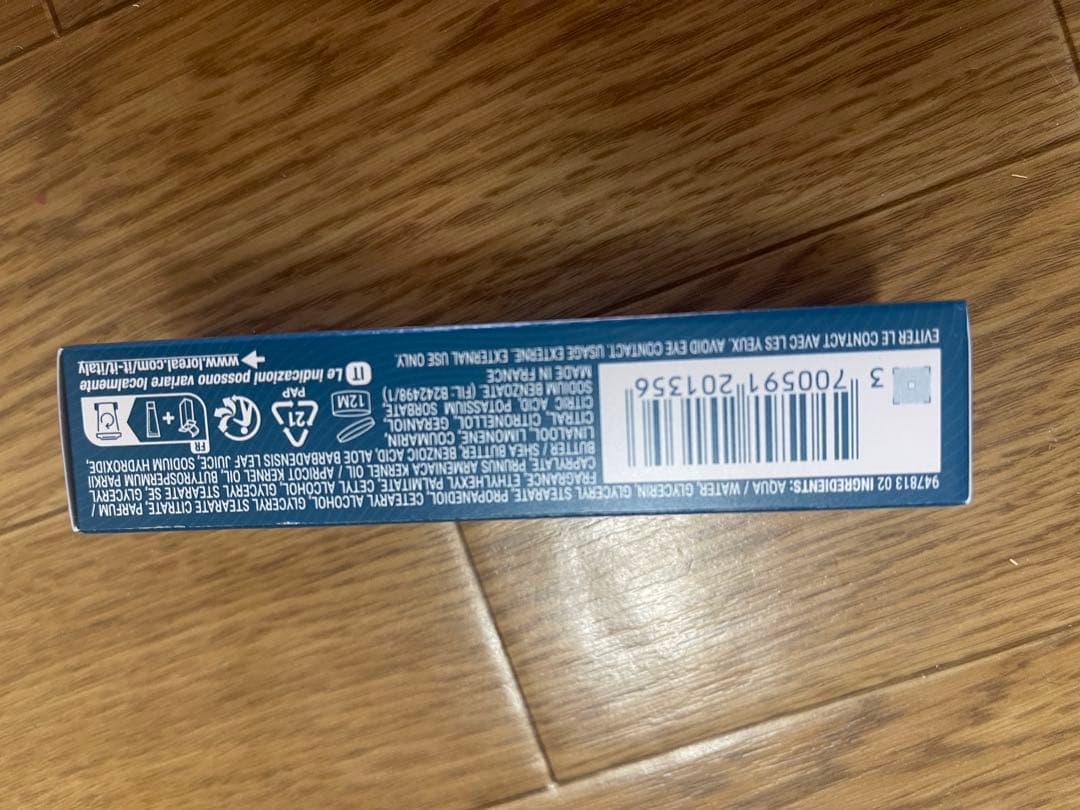 947813 02 INGREDIENTS: AQUA / WATER, GLYCERIN, GLYCERYL STEARATE, PROPANEDIOL, CETEARYL ALCOHOL, GLYCERYL STEARATE CITRATE, PARFUM /
FRAGRANCE, ETHYLHEXYL PALMITATE, CETYL ALCOHOL, GLYCERYL STEARATE SE, GLYCERYL
CAPRYLATE, PRUNUS ARMENIACA KERNEL OIL / APRICOT KERNEL OIL, BUTYROSPERMUM PARKII
BUTTER / SHEA BUTTER, BENZOIC ACID, ALOE BARBADENSIS LEAF JUICE, SODIUM HYDROXIDE,
LINALOOL, LIMONENE, COUMARIN,
CITRAL, CITRONELLOL, GERANIOL,
CITRIC ACID, POTASSIUM SORBATE,
SODIUM BENZOATE. (FIL. B242498/1)
MADE IN FRANCE
EVITER LE CONTACT AVEC LES YEUX. AVOID EYE CONTACT. USAGE EXTERNE. EXTERNAL USE ONLY.
3 700591 201356
12M
21
PAP
FR
+
IT Le indicazioni possono variare localmente
www.loreal.com/it-it/italy